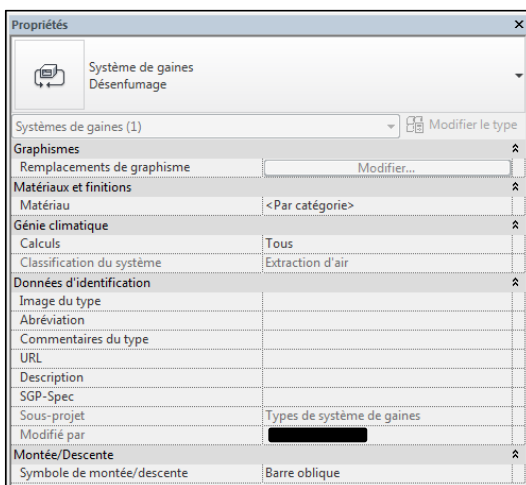 Propriétés
Système de gaines
Désenfumage
Systèmes de gaines (1) Modifier le type
Graphismes
Remplacements de graphisme Modifier...
Matériaux et finitions
Matériau <Par catégorie>
Génie climatique
Calculs Tous
Classification du système Extraction d'air
Données d'identification
Image du type
Abréviation
Commentaires du type
URL
Description
SGP-Spec
Sous-projet Types de système de gaines
Modifié par
Montée/Descente
Symbole de montée/descente Barre oblique